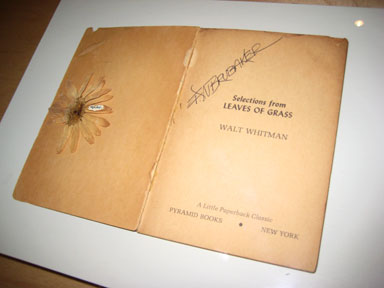 Selections from
LEAVES OF GRASS
WALT WHITMAN
A Little Paperback Classic
PYRAMID BOOKS • NEW YORK